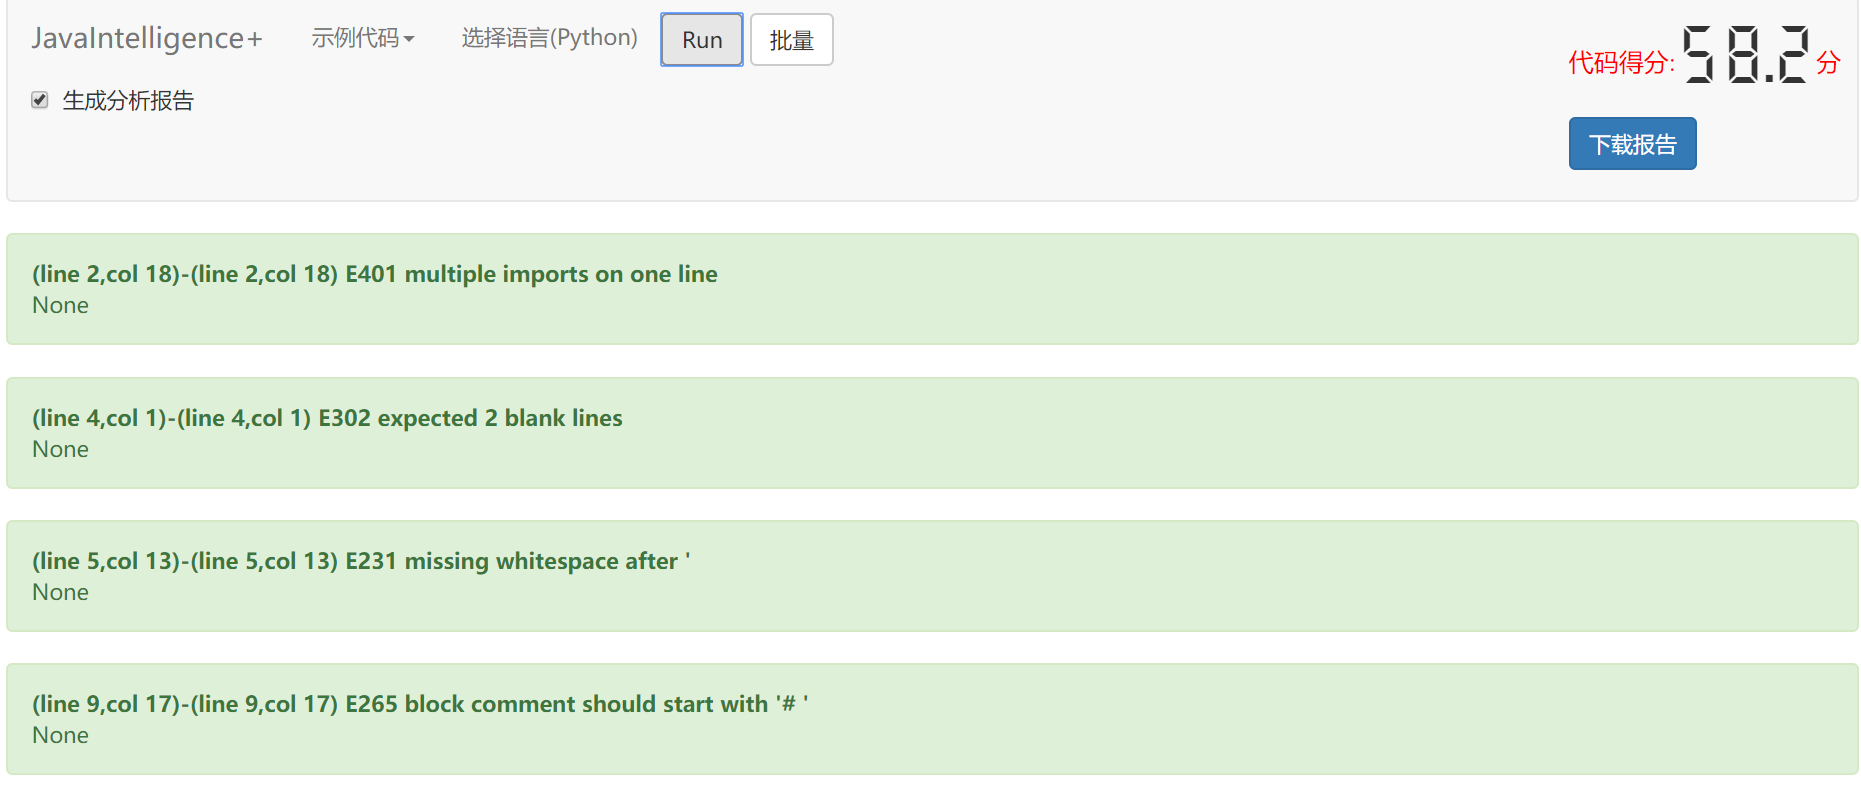 JavaIntelligence+ 示例代码 选择语言(Python) Run 批量
代码得分: 58.2 分
生成分析报告
下载报告
(line 2,col 18)-(line 2,col 18) E401 multiple imports on one line
None
(line 4,col 1)-(line 4,col 1) E302 expected 2 blank lines
None
(line 5,col 13)-(line 5,col 13) E231 missing whitespace after '
None
(line 9,col 17)-(line 9,col 17) E265 block comment should start with '# '
None